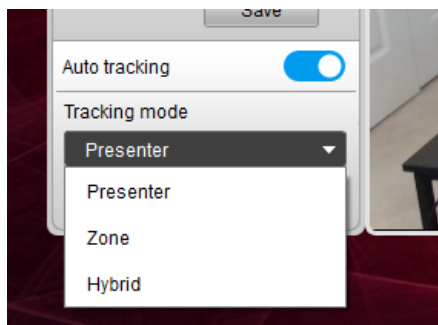 Save
Auto tracking
Tracking mode
Presenter
Presenter
Zone
Hybrid